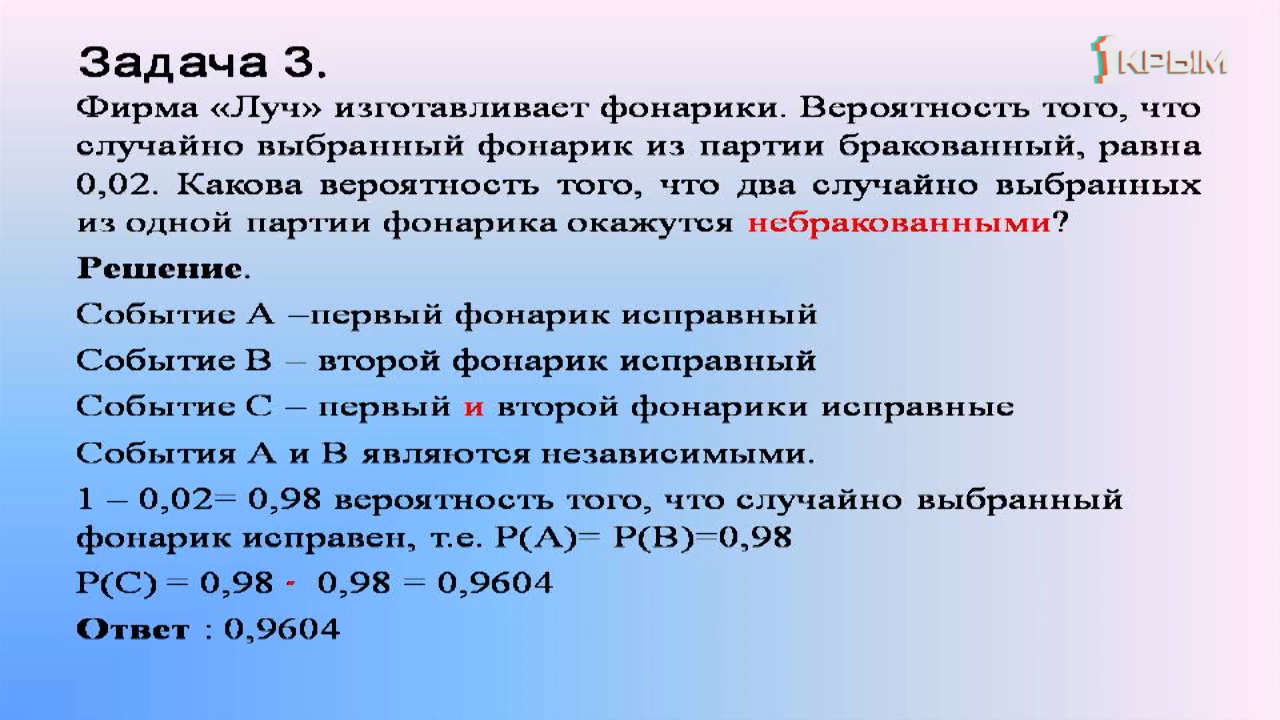 Задача 3.
1 КРЫМ
Фирма «Луч» изготавливает фонарики. Вероятность того, что
случайно выбранный фонарик из партии бракованный, равна
0,02. Какова вероятность того, что два случайно выбранных
из одной партии фонарика окажутся небракованными?
Решение.
Событие А –первый фонарик исправный
Событие В – второй фонарик исправный
Событие С – первый и второй фонарики исправные
События А и В являются независимыми.
1 – 0,02= 0,98 вероятность того, что случайно выбранный
фонарик исправен, т.е. Р(А)= Р(В)=0,98
Р(С) = 0,98 · 0,98 = 0,9604
Ответ : 0,9604